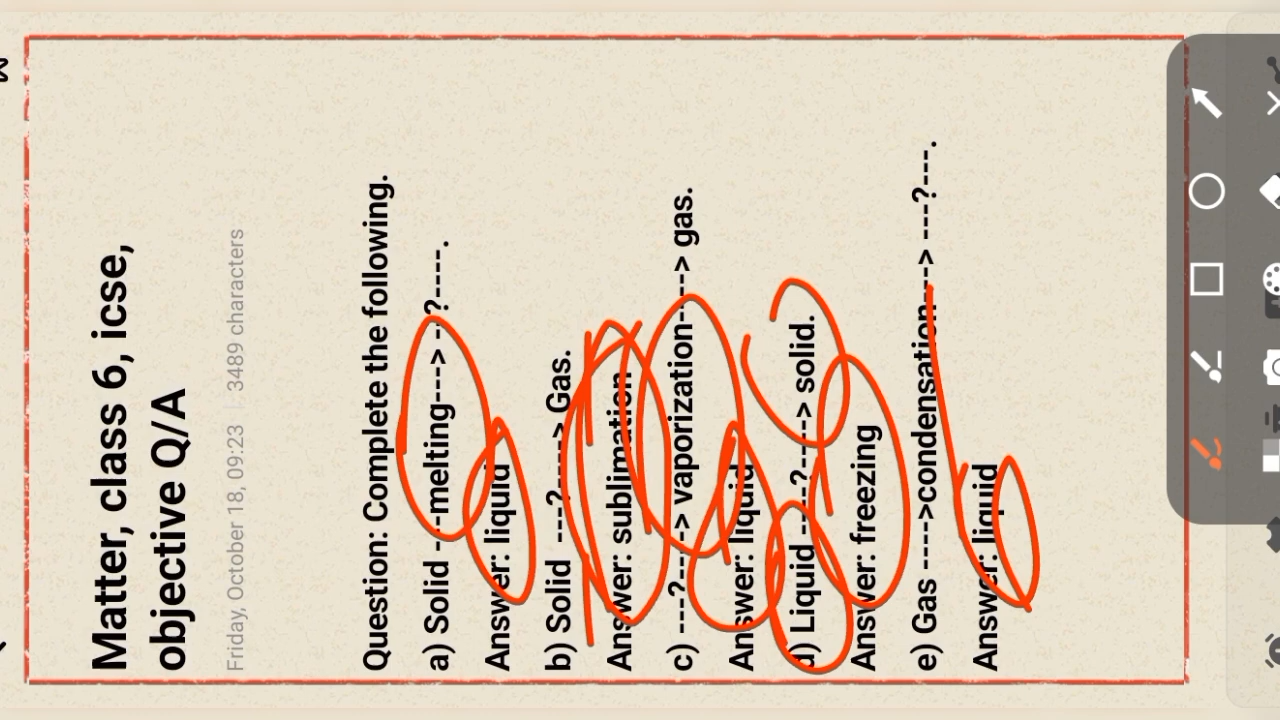 Matter, class 6, icse,
objective Q/A
Friday, October 18, 09:23 | 3489 characters
Question: Complete the following.
a) Solid ---melting----> --?-----.
Answer: liquid
b) Solid ----?-----> Gas.
Answer: sublimation
c) ---?----> vaporization----> gas.
Answer: liquid
d) Liquid ----?-----> solid.
Answer: freezing
e) Gas ----->condensation----> ---?---.
Answer: liquid